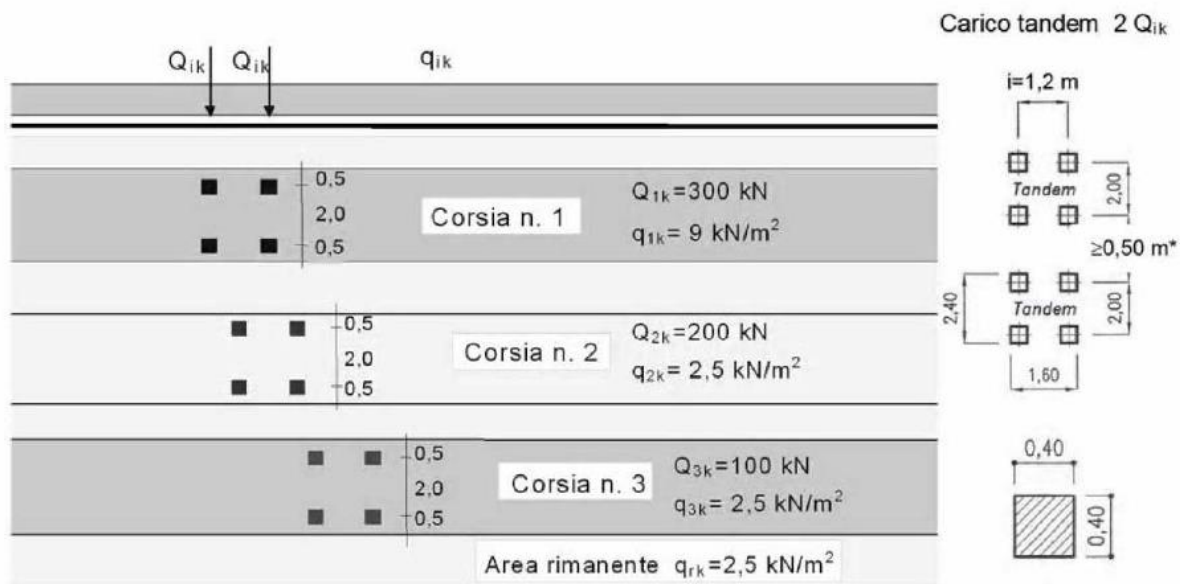 Carico tandem 2 Qik
Qik Qik qik
i=1,2 m
0,5
2,0
0,5
Corsia n. 1
Q1k=300 kN
q1k= 9 kN/m²
Tandem
2,00
≥0,50 m*
0,5
2,0
0,5
Corsia n. 2
Q2k=200 kN
q2k= 2,5 kN/m²
2,40
Tandem
2,00
1,60
0,5
2,0
0,5
Corsia n. 3
Q3k=100 kN
q3k= 2,5 kN/m²
0,40
0,40
Area rimanente qrk=2,5 kN/m²